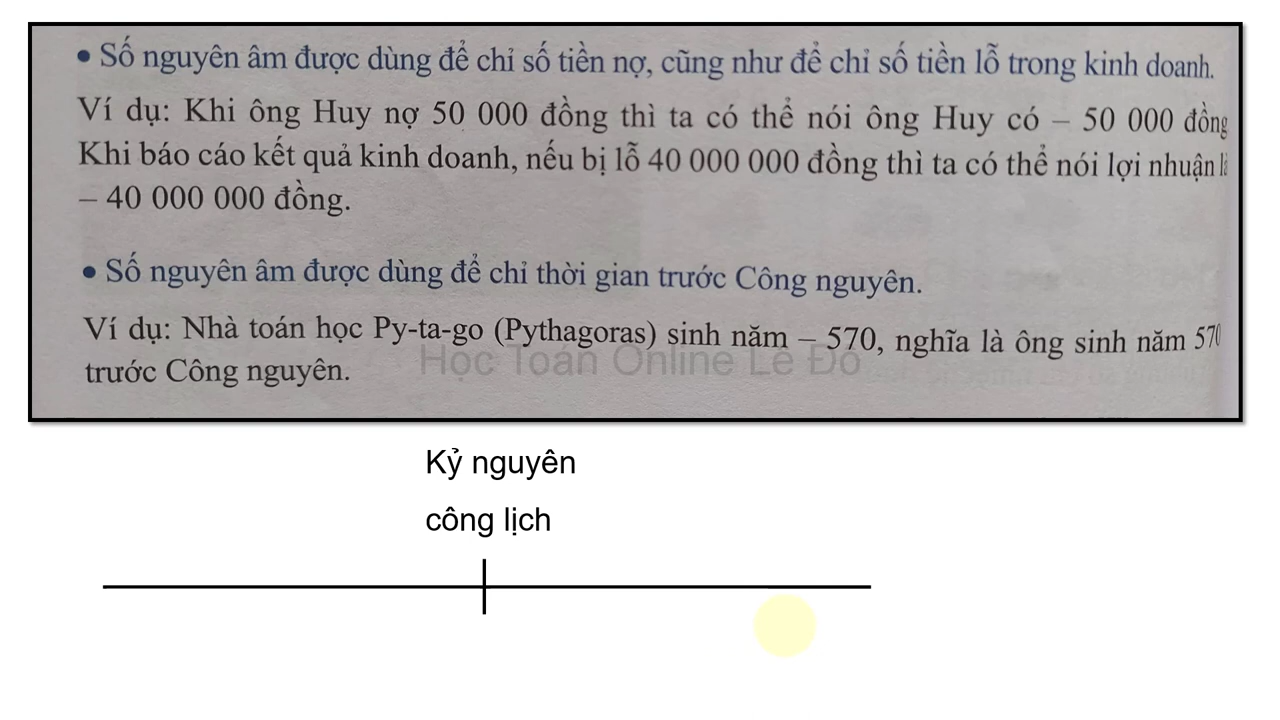 • Số nguyên âm được dùng để chỉ số tiền nợ, cũng như để chỉ số tiền lỗ trong kinh doanh.
Ví dụ: Khi ông Huy nợ 50 000 đồng thì ta có thể nói ông Huy có – 50 000 đồng
Khi báo cáo kết quả kinh doanh, nếu bị lỗ 40 000 000 đồng thì ta có thể nói lợi nhuận là
– 40 000 000 đồng.
• Số nguyên âm được dùng để chỉ thời gian trước Công nguyên.
Ví dụ: Nhà toán học Py-ta-go (Pythagoras) sinh năm – 570, nghĩa là ông sinh năm 570
trước Công nguyên.
Học Toán Online Lê Đo
Kỷ nguyên
công lịch